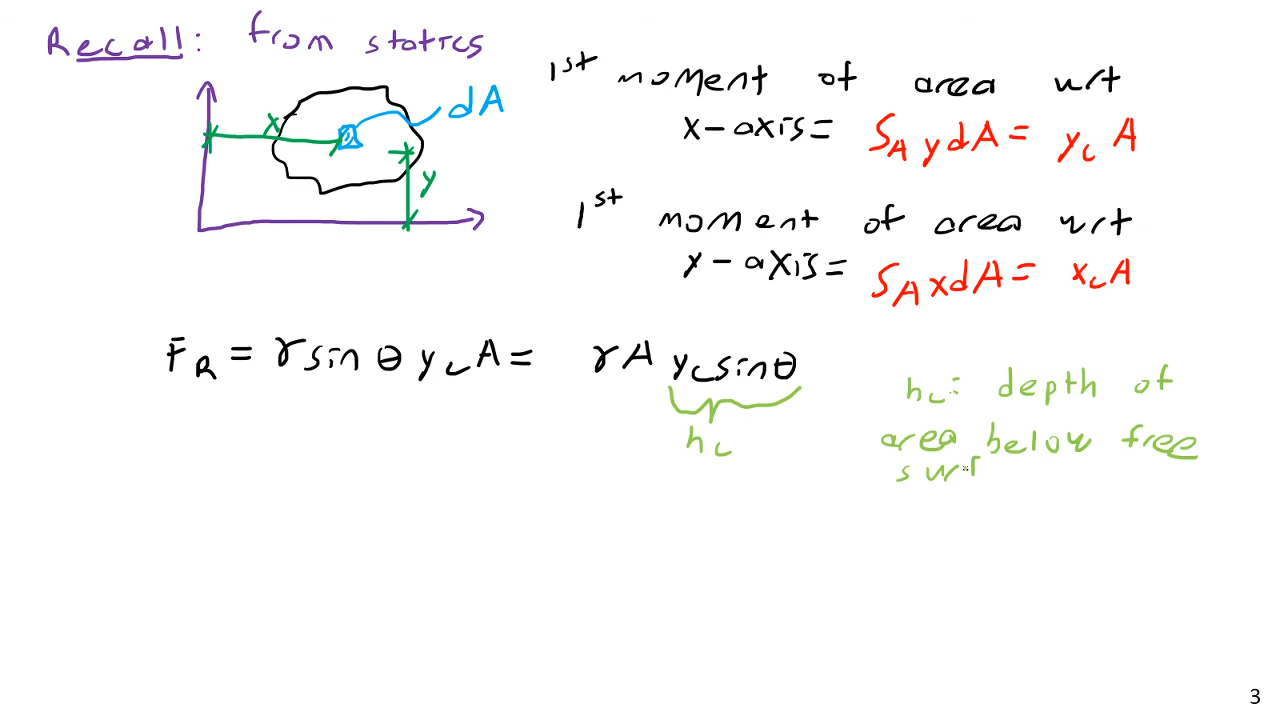 Recall: from statics
dA
x
y
1st moment of area wrt
x-axis = ∫A y dA = yc A
1st moment of area wrt
y-axis = ∫A x dA = xc A
FR = γ sin θ yc A = γ A yc sin θ
hc
hc = depth of
area below free
surf
3